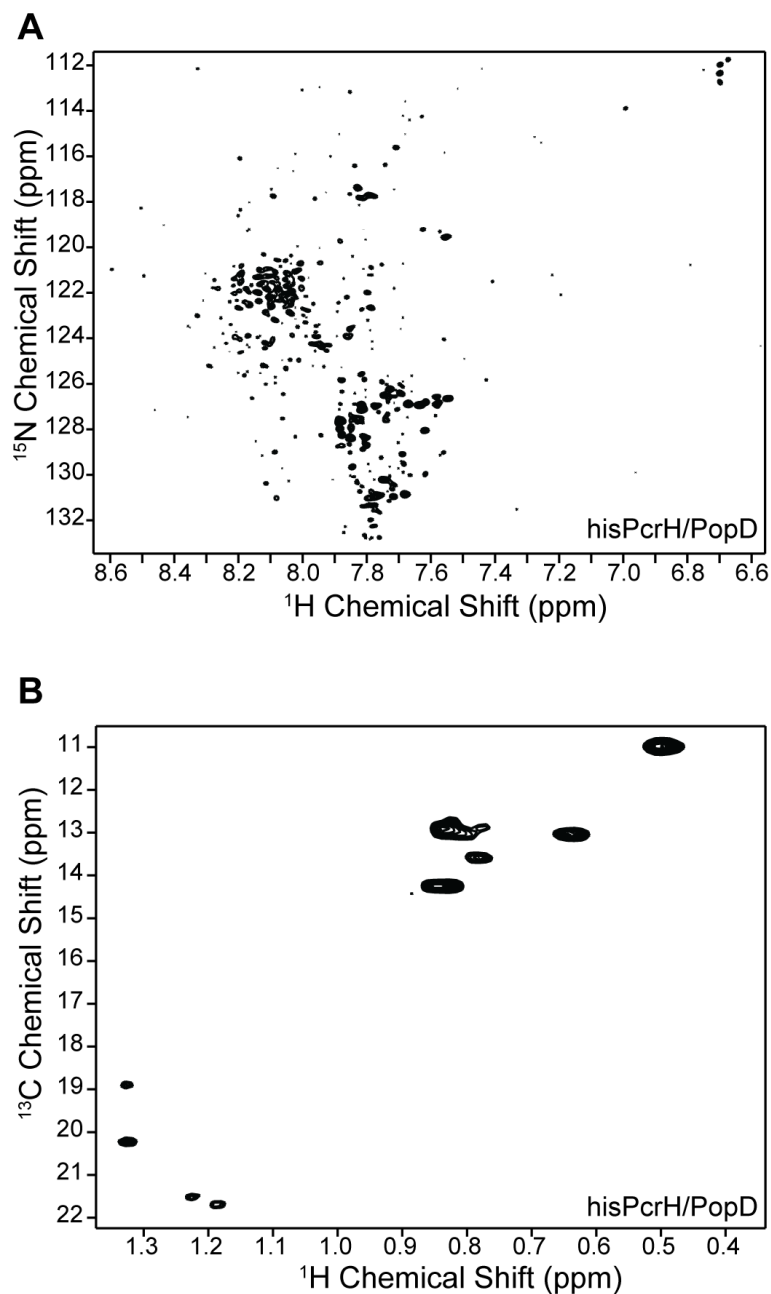 A
112
114
116
118
120
122
124
126
128
130
132
¹⁵N Chemical Shift (ppm)
hisPcrH/PopD
8.6 8.4 8.2 8.0 7.8 7.6 7.4 7.2 7.0 6.8 6.6
¹H Chemical Shift (ppm)
B
11
12
13
14
15
16
17
18
19
20
21
22
¹³C Chemical Shift (ppm)
hisPcrH/PopD
1.3 1.2 1.1 1.0 0.9 0.8 0.7 0.6 0.5 0.4
¹H Chemical Shift (ppm)